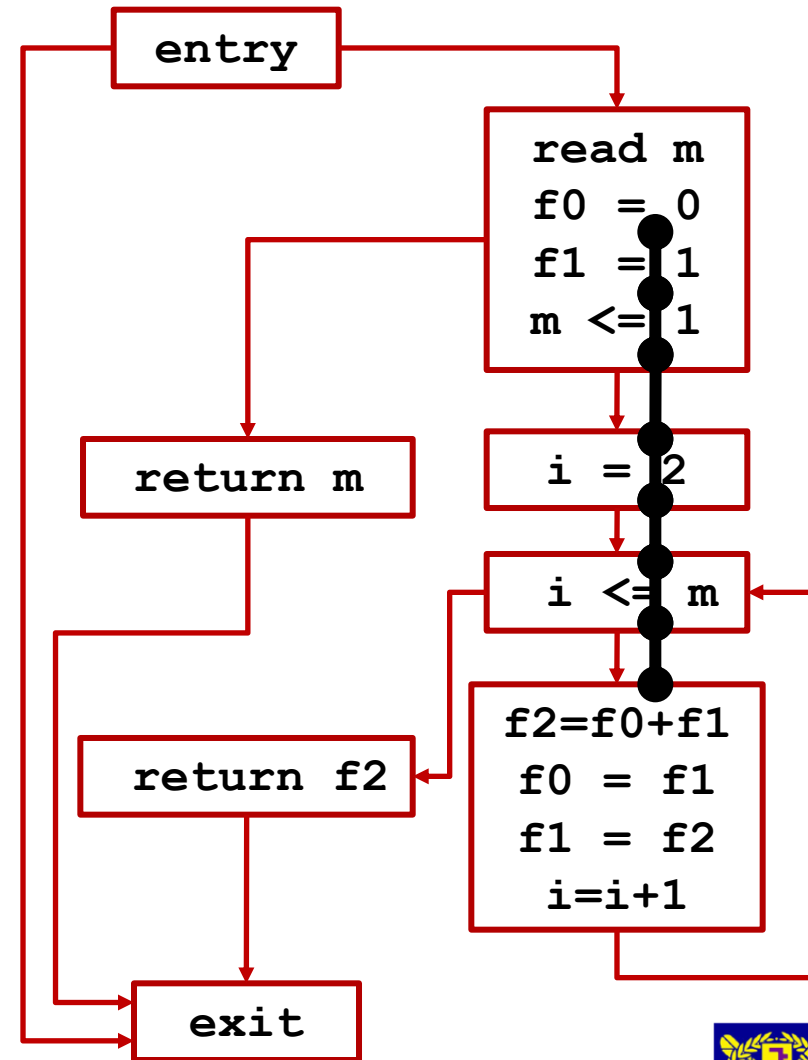 entry
read m
f0 = 0
f1 = 1
m <= 1
i = 2
return m
i <= m
f2=f0+f1
f0 = f1
f1 = f2
i=i+1
return f2
exit